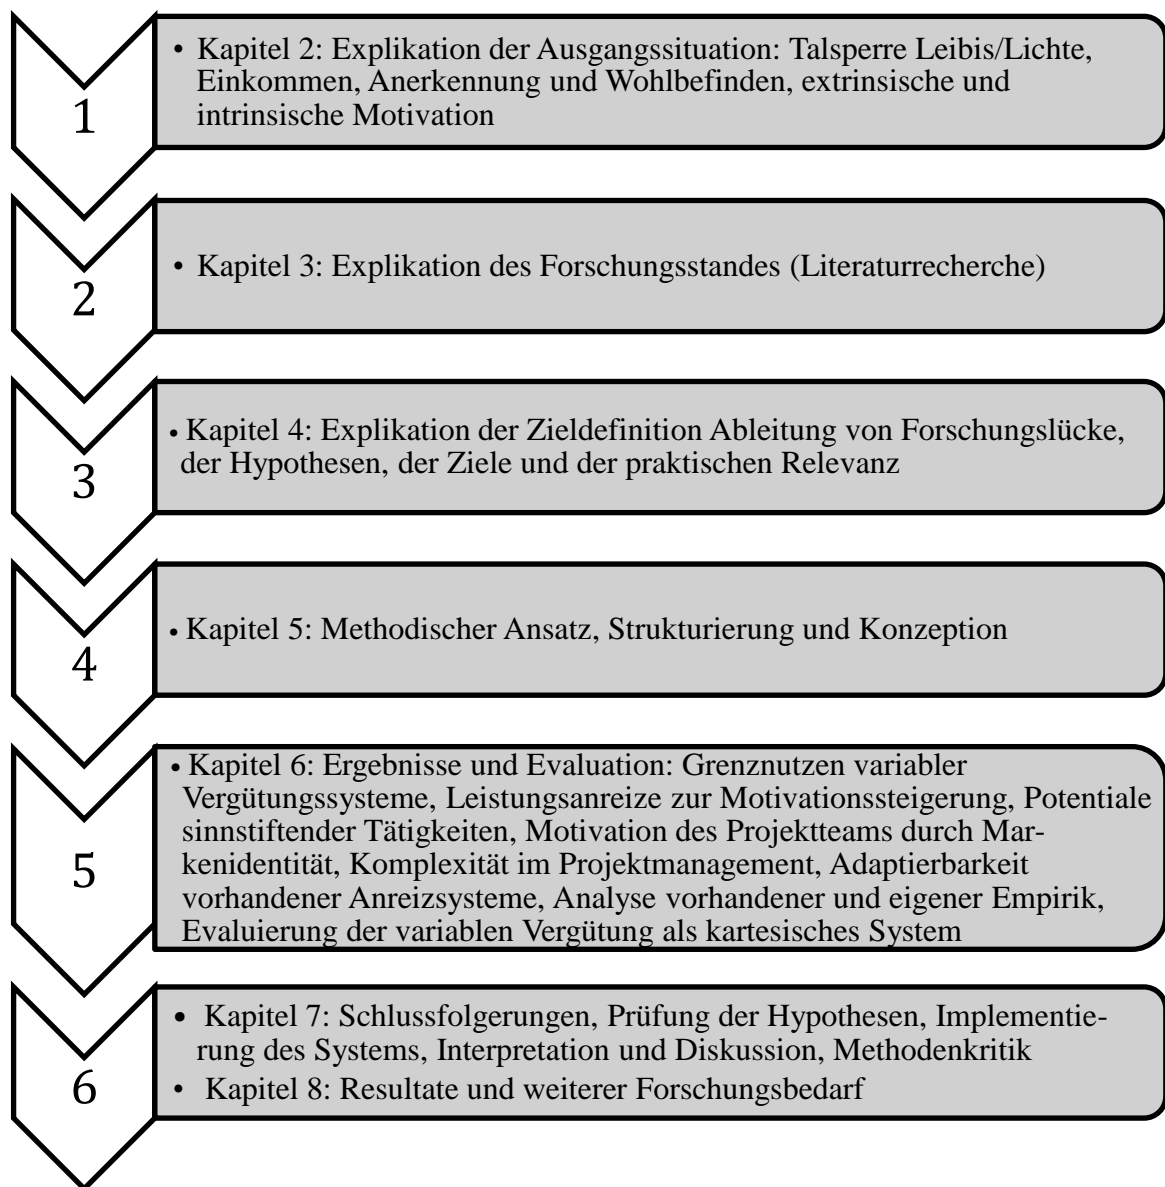 1
• Kapitel 2: Explikation der Ausgangssituation: Talsperre Leibis/Lichte,
Einkommen, Anerkennung und Wohlbefinden, extrinsische und
intrinsische Motivation
2
• Kapitel 3: Explikation des Forschungsstandes (Literaturrecherche)
3
• Kapitel 4: Explikation der Zieldefinition Ableitung von Forschungslücke,
der Hypothesen, der Ziele und der praktischen Relevanz
4
• Kapitel 5: Methodischer Ansatz, Strukturierung und Konzeption
5
• Kapitel 6: Ergebnisse und Evaluation: Grenznutzen variabler
Vergütungssysteme, Leistungsanreize zur Motivationssteigerung, Potentiale
sinnstiftender Tätigkeiten, Motivation des Projektteams durch Mar-
kenidentität, Komplexität im Projektmanagement, Adaptierbarkeit
vorhandener Anreizsysteme, Analyse vorhandener und eigener Empirik,
Evaluierung der variablen Vergütung als kartesisches System
6
• Kapitel 7: Schlussfolgerungen, Prüfung der Hypothesen, Implementie-
rung des Systems, Interpretation und Diskussion, Methodenkritik
• Kapitel 8: Resultate und weiterer Forschungsbedarf